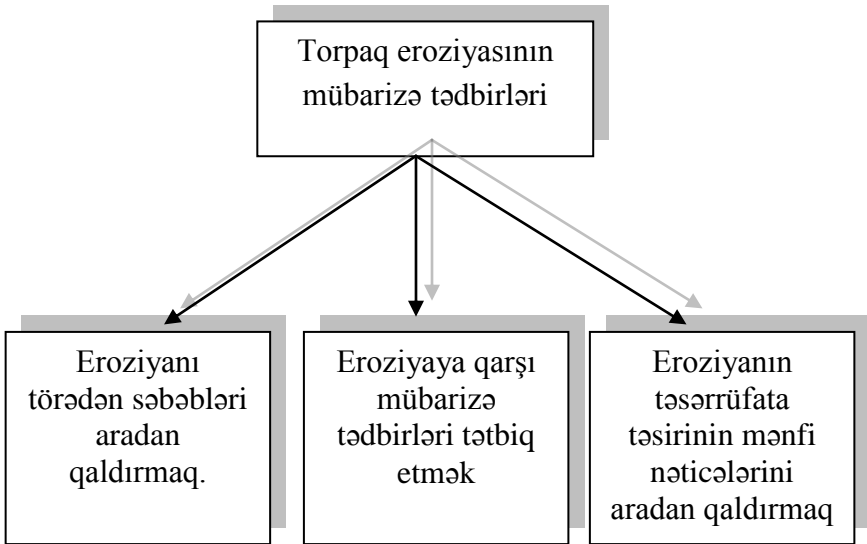 Torpaq eroziyasının
mübarizə tədbirləri
Eroziyanı
törədən səbəbləri
aradan
qaldırmaq.
Eroziyaya qarşı
mübarizə
tədbirləri tətbiq
etmək
Eroziyanın
təsərrüfata
təsirinin mənfi
nəticələrini
aradan qaldırmaq